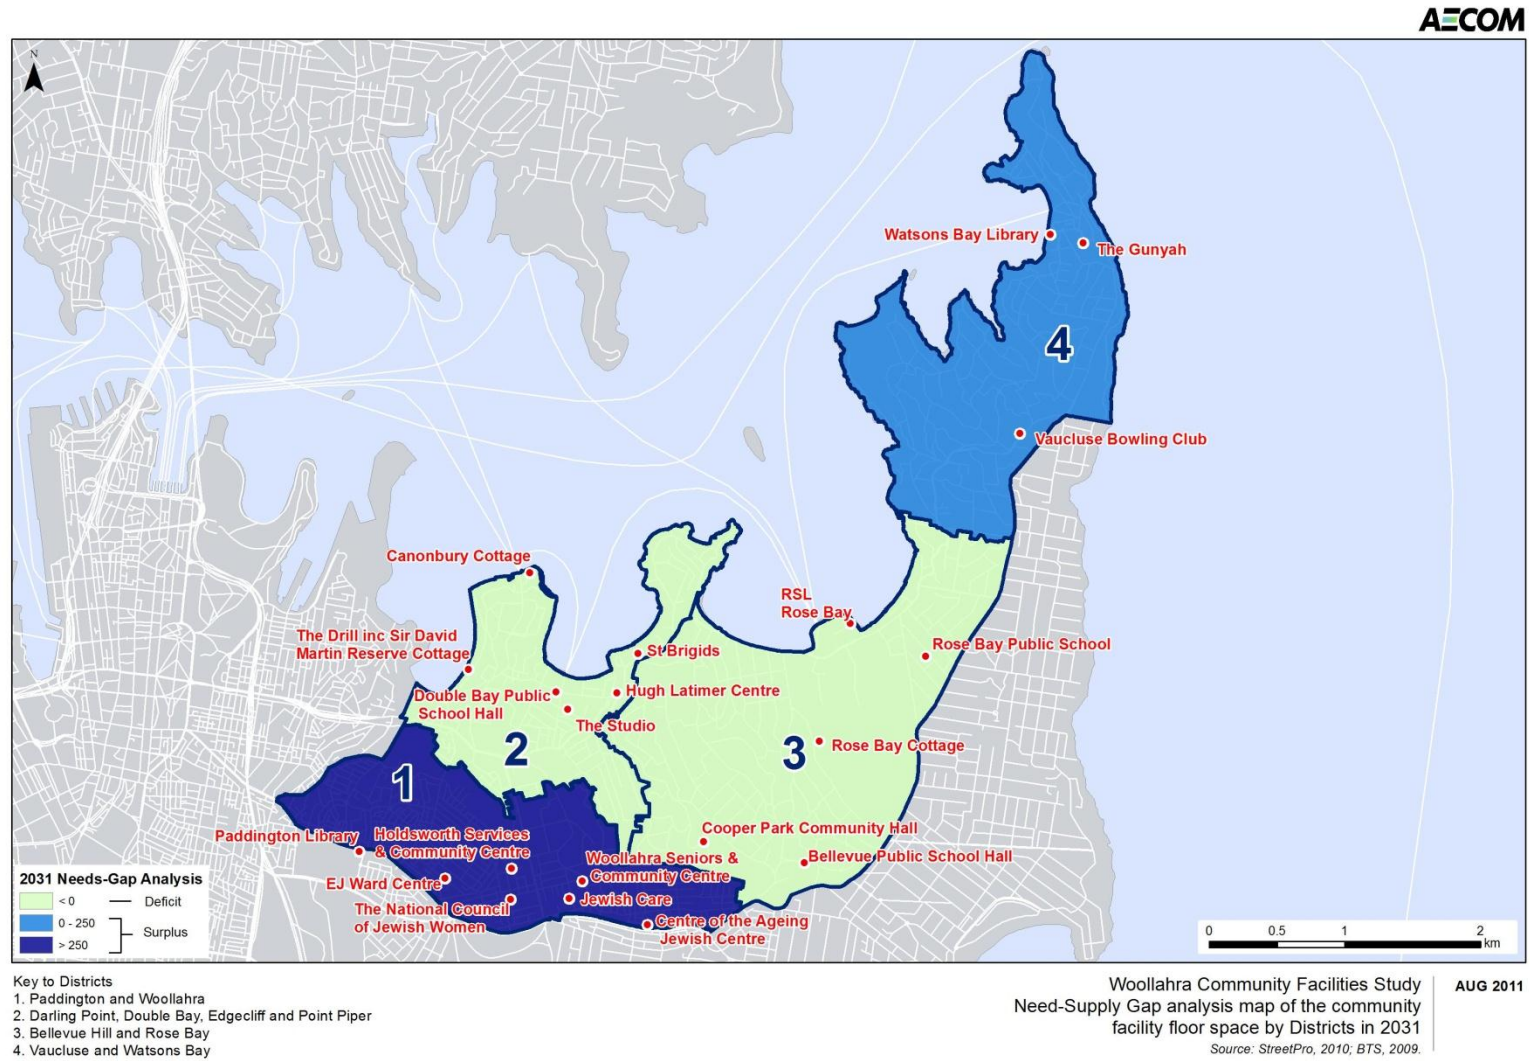 AECOM
N
Watsons Bay Library
The Gunyah
4
Vaucluse Bowling Club
Canonbury Cottage
RSL
Rose Bay
The Drill inc Sir David
Martin Reserve Cottage
St Brigids
Rose Bay Public School
Double Bay Public
School Hall
Hugh Latimer Centre
The Studio
2
3
Rose Bay Cottage
1
Paddington Library
Holdsworth Services
& Community Centre
Cooper Park Community Hall
Woollahra Seniors &
Community Centre
Bellevue Public School Hall
EJ Ward Centre
Jewish Care
The National Council
of Jewish Women
Centre of the Ageing
Jewish Centre
2031 Needs-Gap Analysis
< 0
Deficit
0 - 250
Surplus
> 250
0 0.5 1 2
km
Key to Districts
1. Paddington and Woollahra
2. Darling Point, Double Bay, Edgecliff and Point Piper
3. Bellevue Hill and Rose Bay
4. Vaucluse and Watsons Bay
Woollahra Community Facilities Study
Need-Supply Gap analysis map of the community
facility floor space by Districts in 2031
Source: StreetPro, 2010; BTS, 2009.
AUG 2011